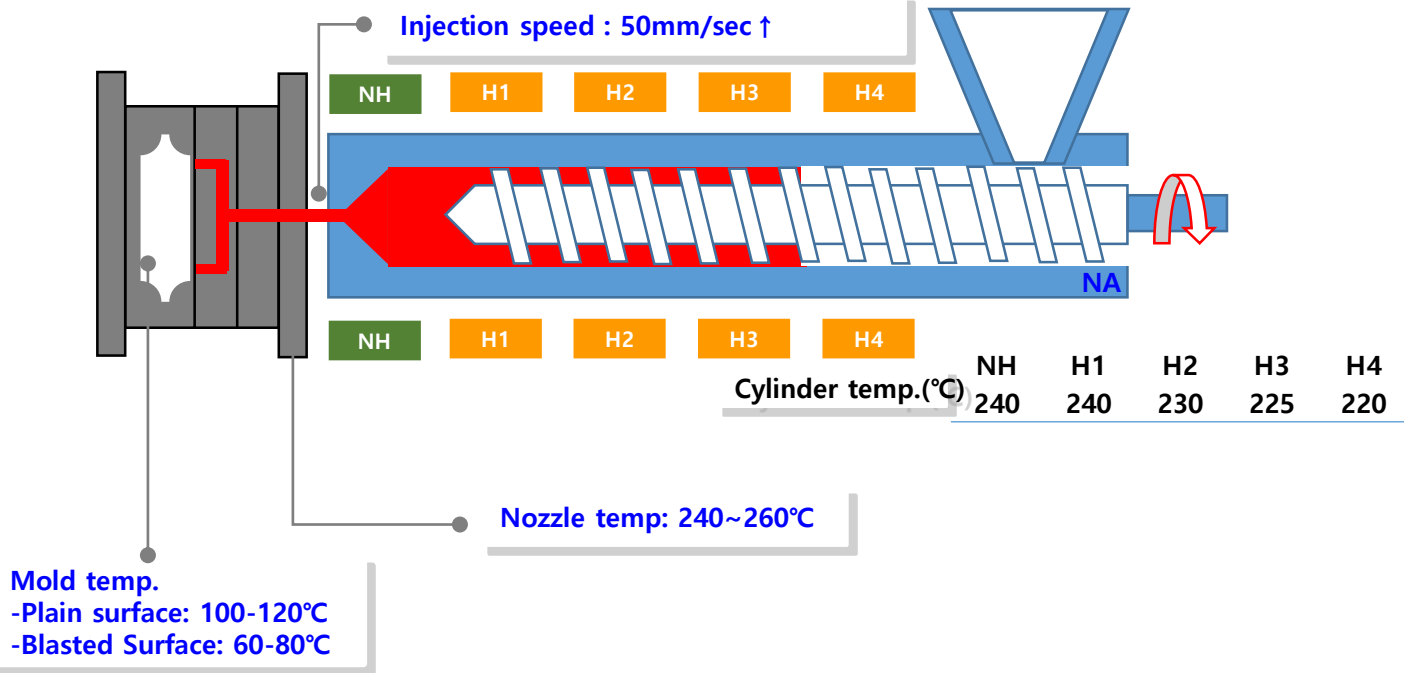 Injection speed : 50mm/sec↑
NH H1 H2 H3 H4
NA
NH H1 H2 H3 H4
NH H1 H2 H3 H4
Cylinder temp.(℃) 240 240 230 225 220
Nozzle temp: 240~260℃
Mold temp.
-Plain surface: 100-120℃
-Blasted Surface: 60-80℃